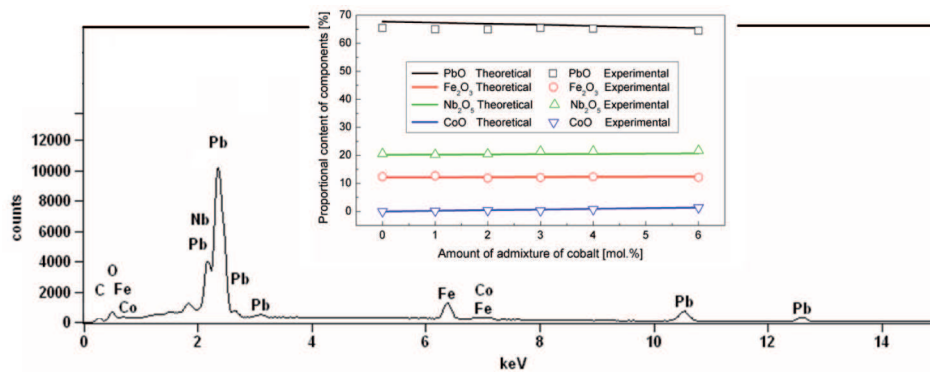 Proportional content of components [%]
70
60
50
40
30
20
10
0
PbO Theoretical PbO Experimental
Fe₂O₃ Theoretical Fe₂O₃ Experimental
Nb₂O₅ Theoretical Nb₂O₅ Experimental
CoO Theoretical CoO Experimental
0 1 2 3 4 5 6
Amount of admixture of cobalt [mol.%]
counts
12000
10000
8000
6000
4000
2000
0
C
O
Fe
Co
Nb
Pb
Pb
Pb
Pb
Fe
Co
Fe
Pb
Pb
0 2 4 6 8 10 12 14
keV